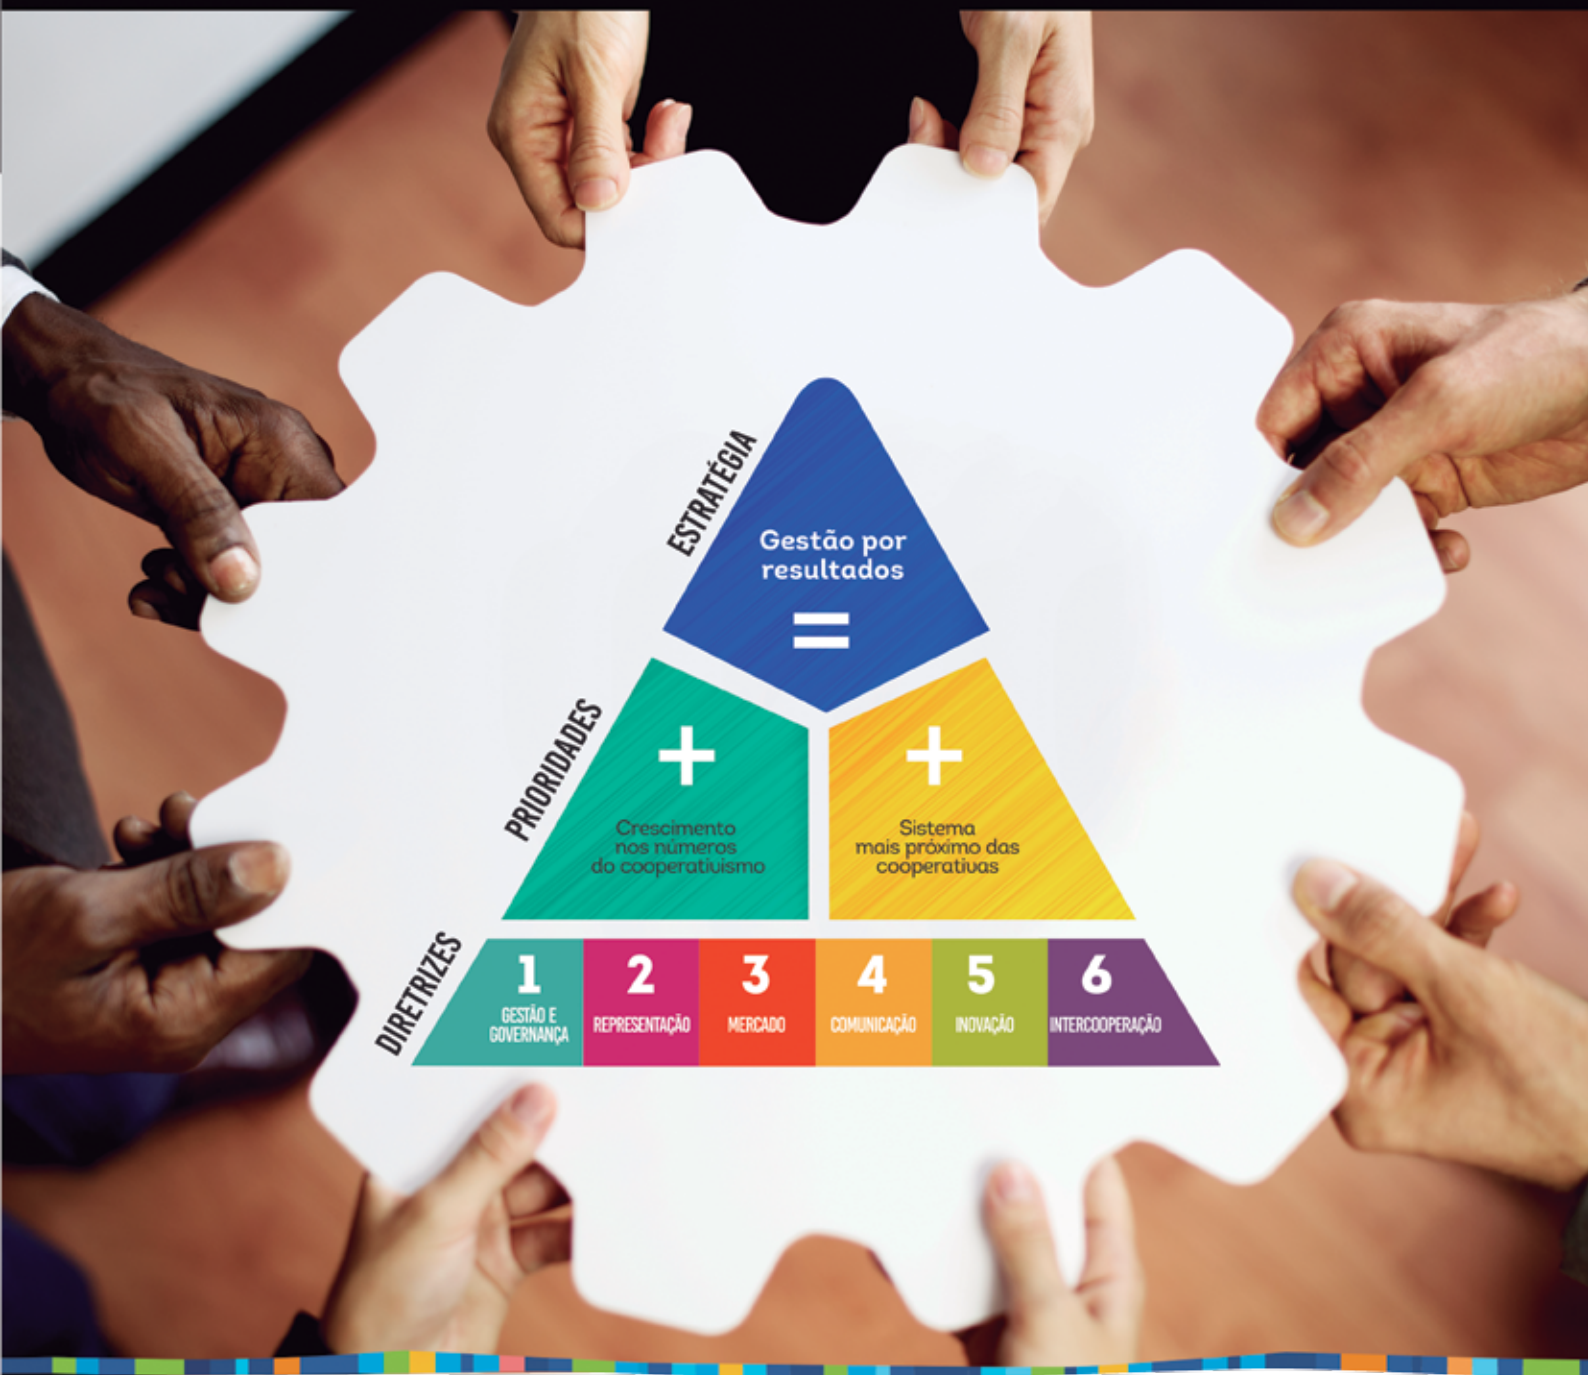 ESTRATÉGIA
Gestão por
resultados
=
PRIORIDADES
+
Crescimento
nos números
do cooperativismo
+
Sistema
mais próximo das
cooperativas
DIRETRIZES
1
GESTÃO E
GOVERNANÇA
2
REPRESENTAÇÃO
3
MERCADO
4
COMUNICAÇÃO
5
INOVAÇÃO
6
INTERCOOPERAÇÃO